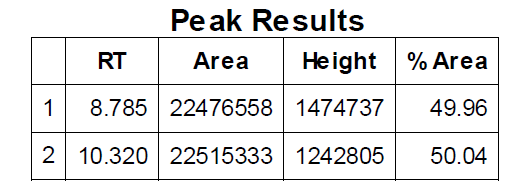 Peak Results
RT Area Height % Area
1 8.785 22476558 1474737 49.96
2 10.320 22515333 1242805 50.04